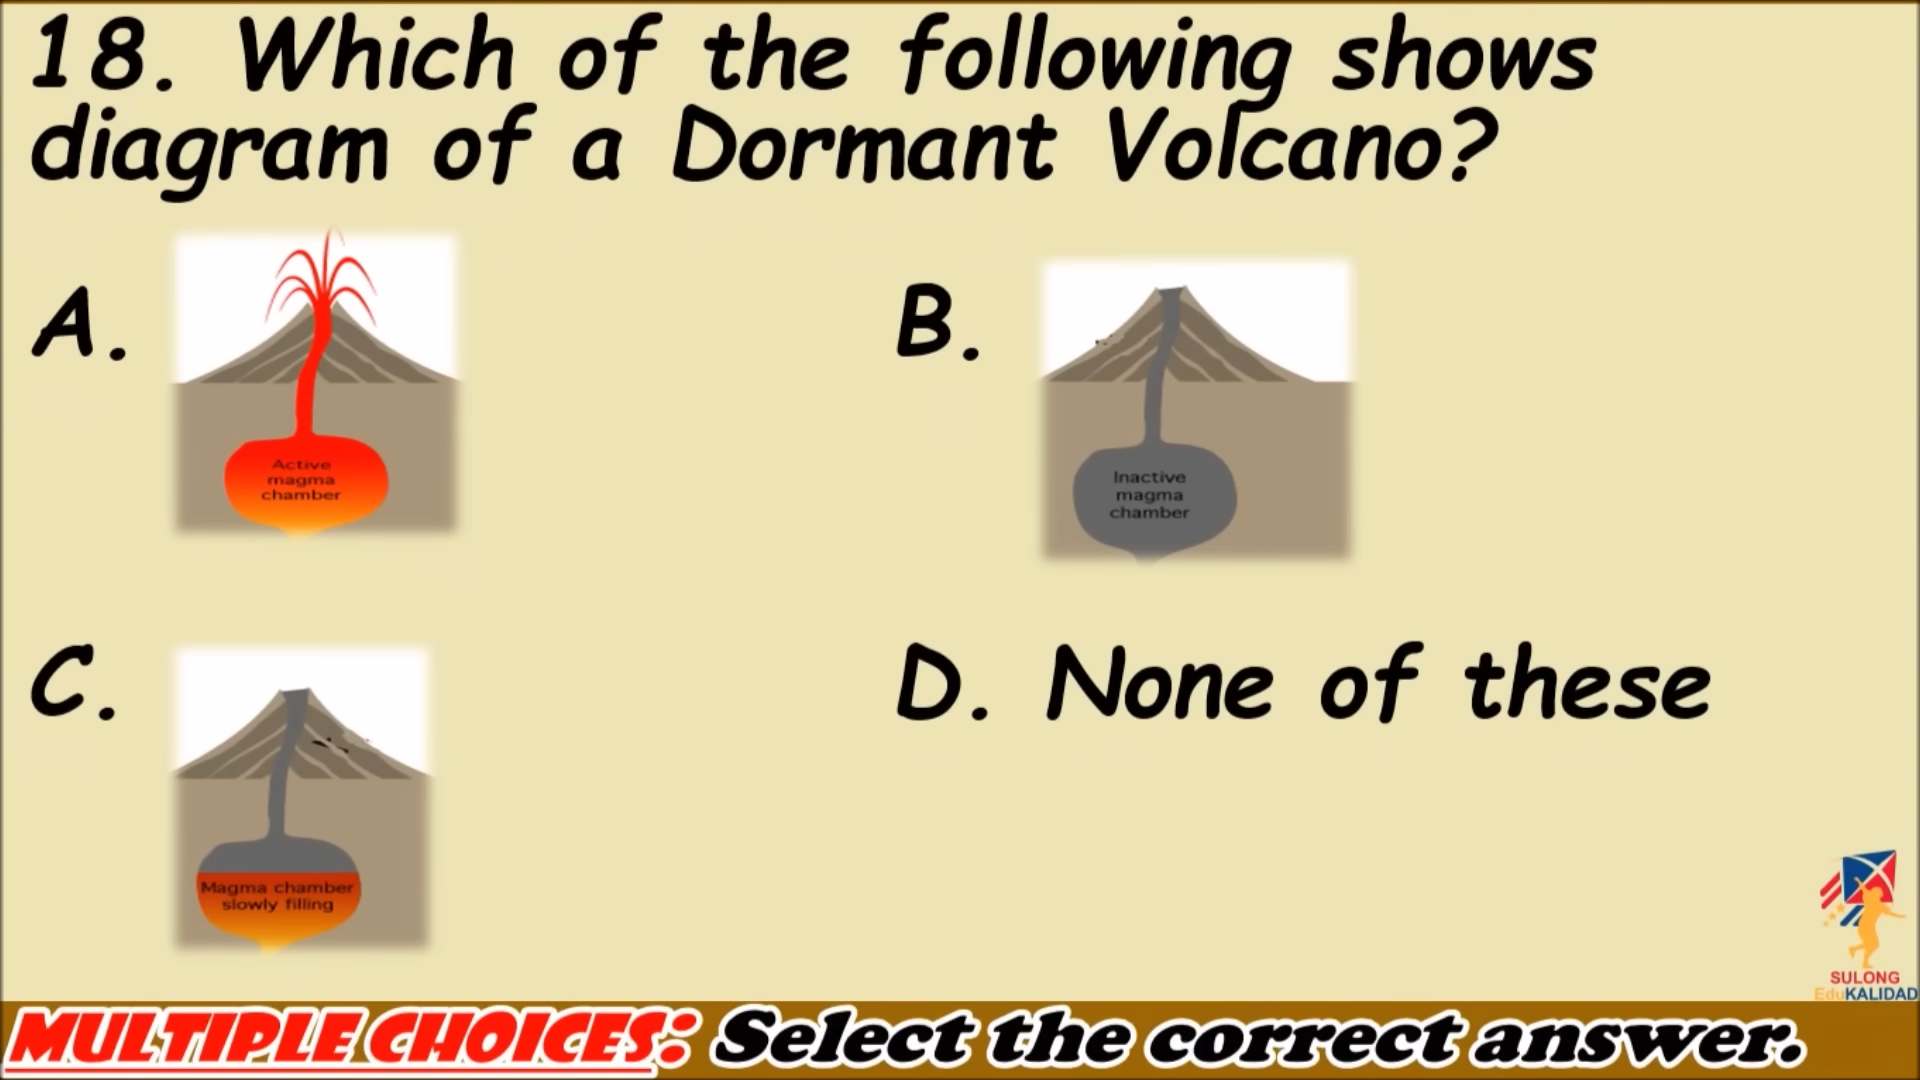 18. Which of the following shows
diagram of a Dormant Volcano?
A.
Active
magma
chamber
B.
Inactive
magma
chamber
C.
Magma chamber
slowly filling
D. None of these
SULONG
EduKALIDAD
MULTIPLE CHOICES: Select the correct answer.